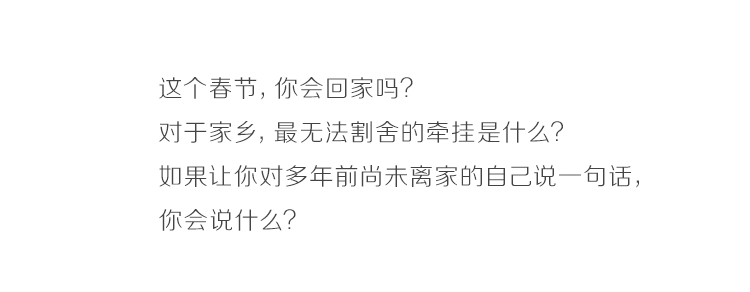 这个春节，你会回家吗？
对于家乡，最无法割舍的牵挂是什么？
如果让你对多年前尚未离家的自己说一句话，
你会说什么？